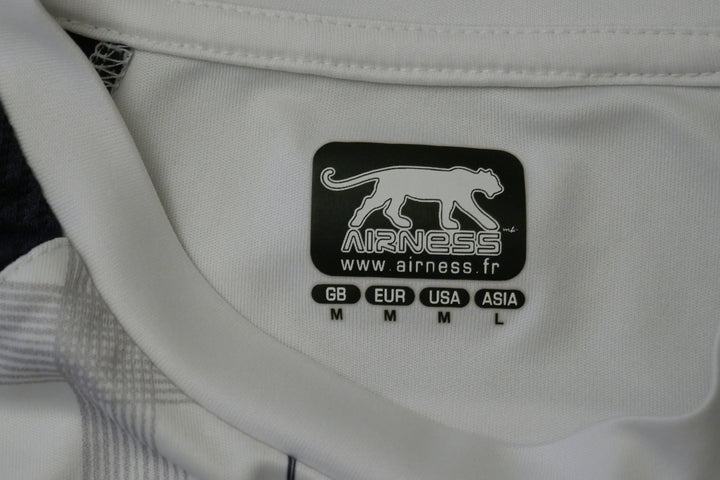 AIRNESS
www.airness.fr
GB EUR USA ASIA
M M M L